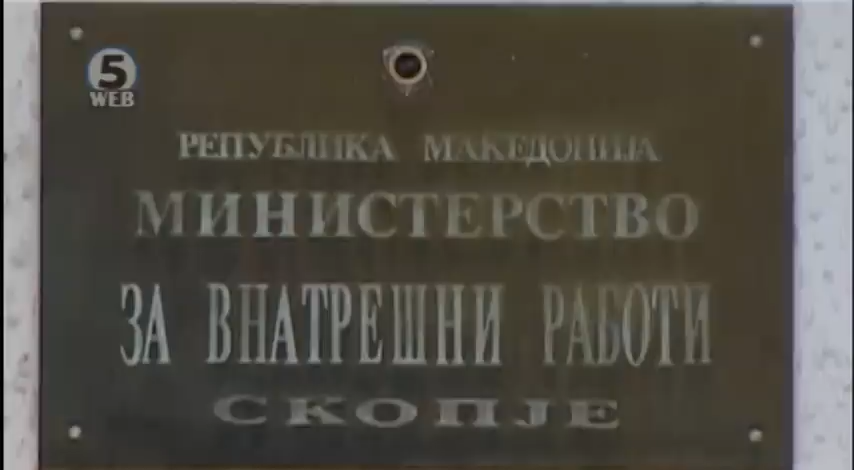 5
WEB
РЕПУБЛИКА МАКЕДОНИЈА
МИНИСТЕРСТВО
ЗА ВНАТРЕШНИ РАБОТИ
СКОПЈЕ